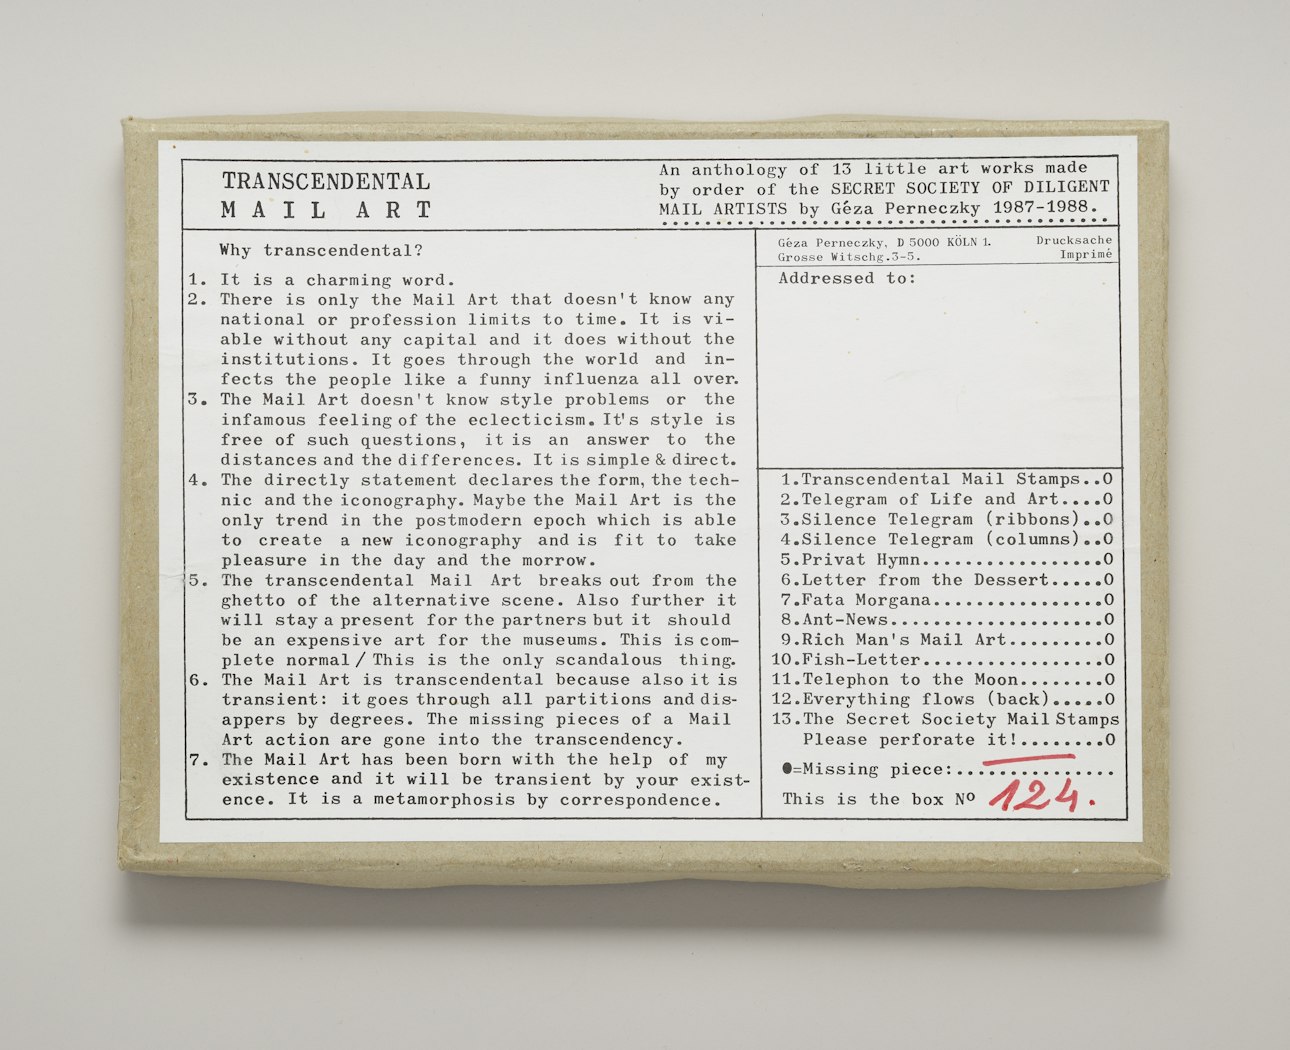 TRANSCENDENTAL
MAIL ART
An anthology of 13 little art works made
by order of the SECRET SOCIETY OF DILIGENT
MAIL ARTISTS by Géza Perneczky 1987-1988.
Why transcendental?
1. It is a charming word.
2. There is only the Mail Art that doesn't know any
national or profession limits to time. It is vi-
able without any capital and it does without the
institutions. It goes through the world and in-
fects the people like a funny influenza all over.
3. The Mail Art doesn't know style problems or the
infamous feeling of the eclecticism. It's style is
free of such questions, it is an answer to the
distances and the differences. It is simple & direct.
4. The directly statement declares the form, the tech-
nic and the iconography. Maybe the Mail Art is the
only trend in the postmodern epoch which is able
to create a new iconography and is fit to take
pleasure in the day and the morrow.
5. The transcendental Mail Art breaks out from the
ghetto of the alternative scene. Also further it
will stay a present for the partners but it should
be an expensive art for the museums. This is com-
plete normal / This is the only scandalous thing.
6. The Mail Art is transcendental because also it is
transient: it goes through all partitions and dis-
appers by degrees. The missing pieces of a Mail
Art action are gone into the transcendency.
7. The Mail Art has been born with the help of my
existence and it will be transient by your exist-
ence. It is a metamorphosis by correspondence.
Géza Perneczky, D 5000 KÖLN 1. Drucksache
Grosse Witschg.3-5. Imprimé
Addressed to:
1.Transcendental Mail Stamps..O
2.Telegram of Life and Art....O
3.Silence Telegram (ribbons)..O
4.Silence Telegram (columns)..O
5.Privat Hymn.................O
6.Letter from the Dessert.....O
7.Fata Morgana................O
8.Ant-News....................O
9.Rich Man's Mail Art.........O
10.Fish-Letter.................O
11.Telephon to the Moon........O
12.Everything flows (back).....O
13.The Secret Society Mail Stamps
Please perforate it!........O
●=Missing piece:...............
This is the box Nº 124.